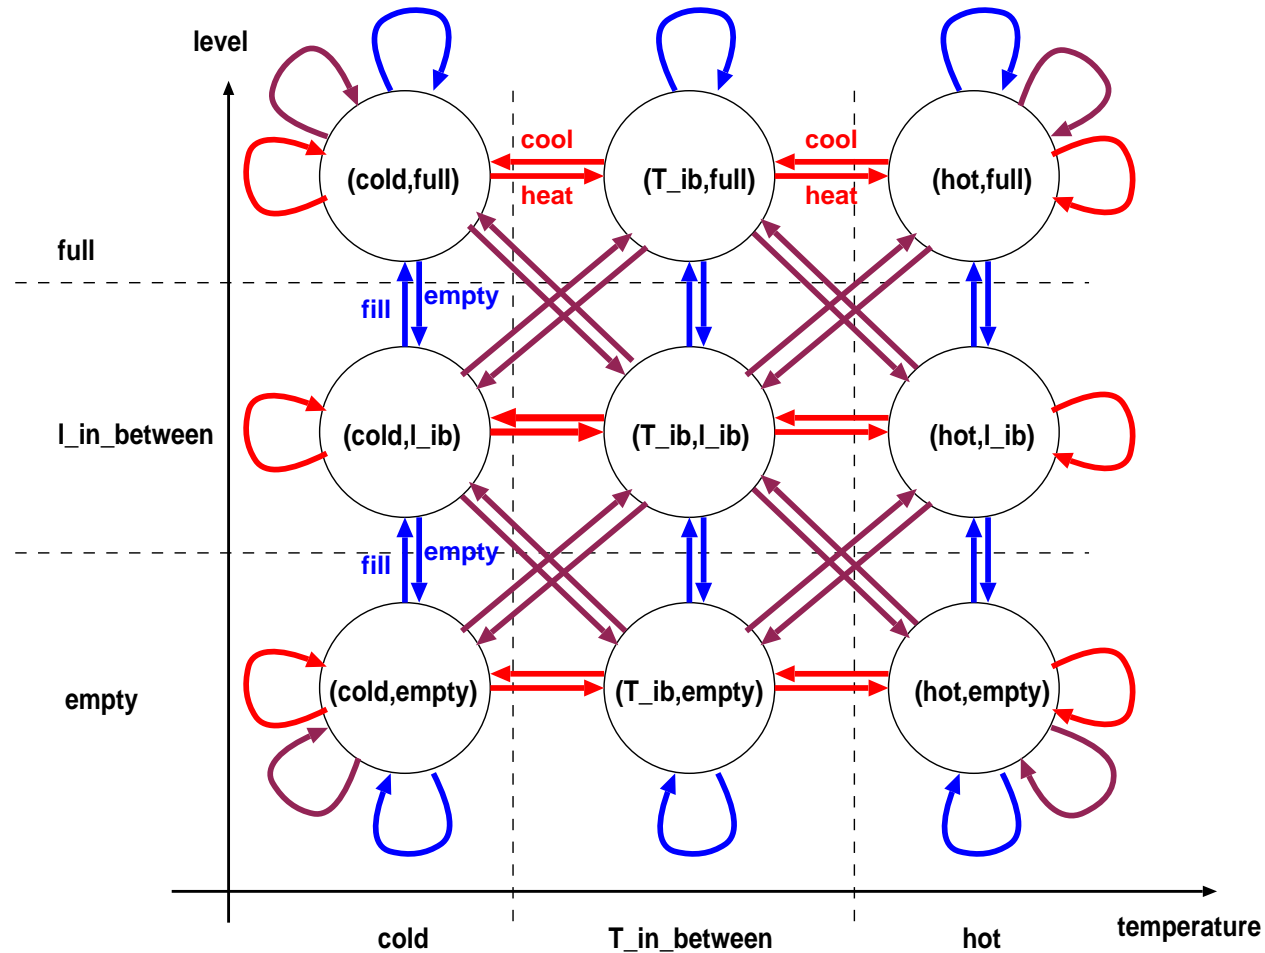 level
cool
cool
(cold,full)
(T_ib,full)
(hot,full)
heat
heat
full
fill
empty
l_in_between
(cold,l_ib)
(T_ib,l_ib)
(hot,l_ib)
fill
empty
empty
(cold,empty)
(T_ib,empty)
(hot,empty)
temperature
cold
T_in_between
hot